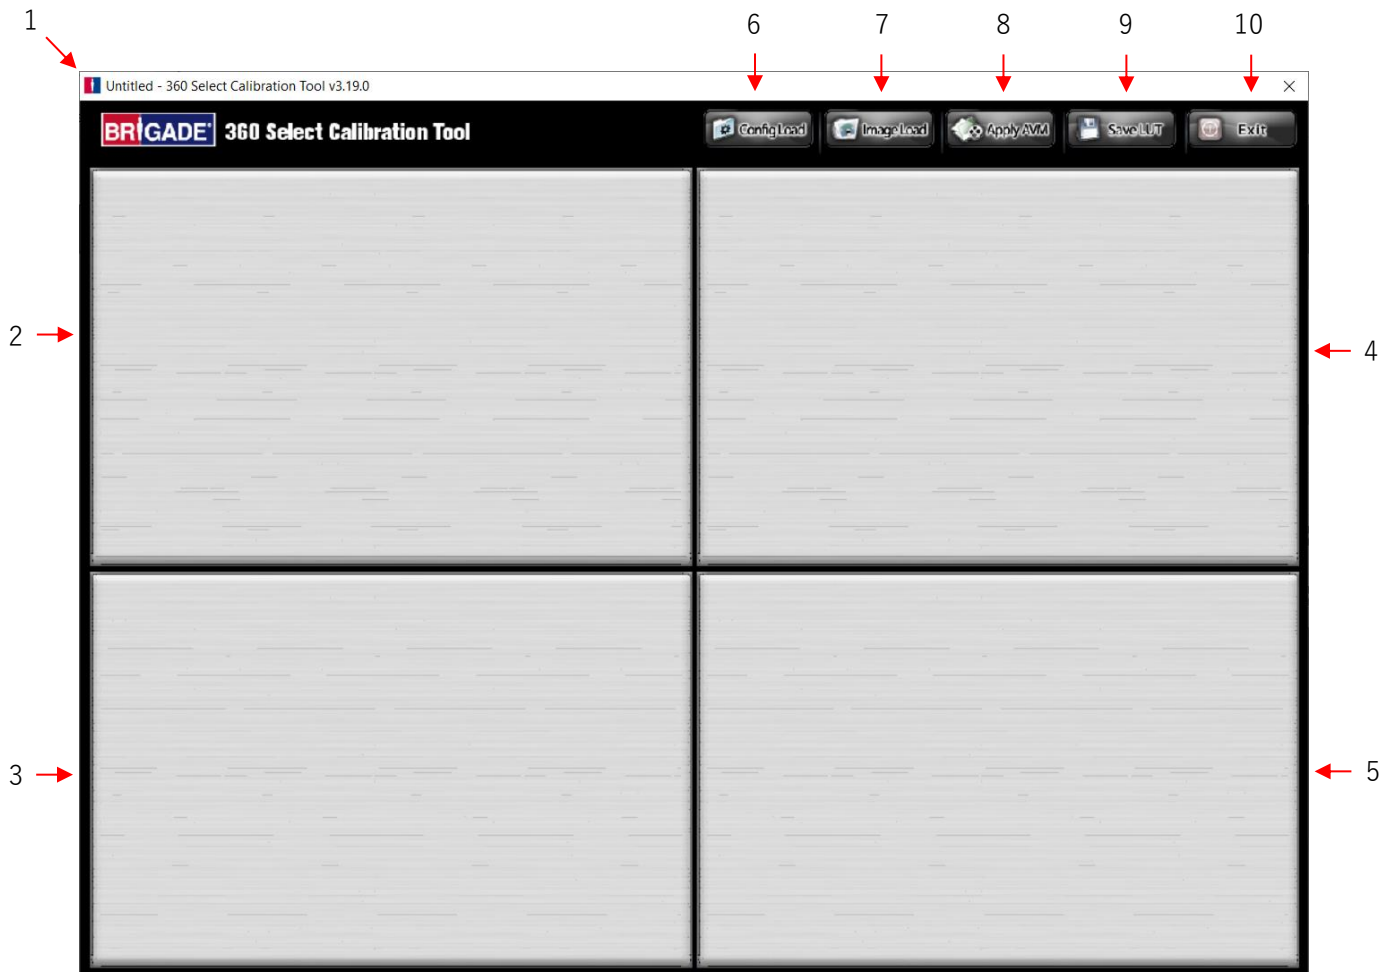 1
6 7 8 9 10
Untitled - 360 Select Calibration Tool v3.19.0
BRIGADE 360 Select Calibration Tool
Config Load
Image Load
Apply AVM
Save LUT
Exit
2
4
3
5